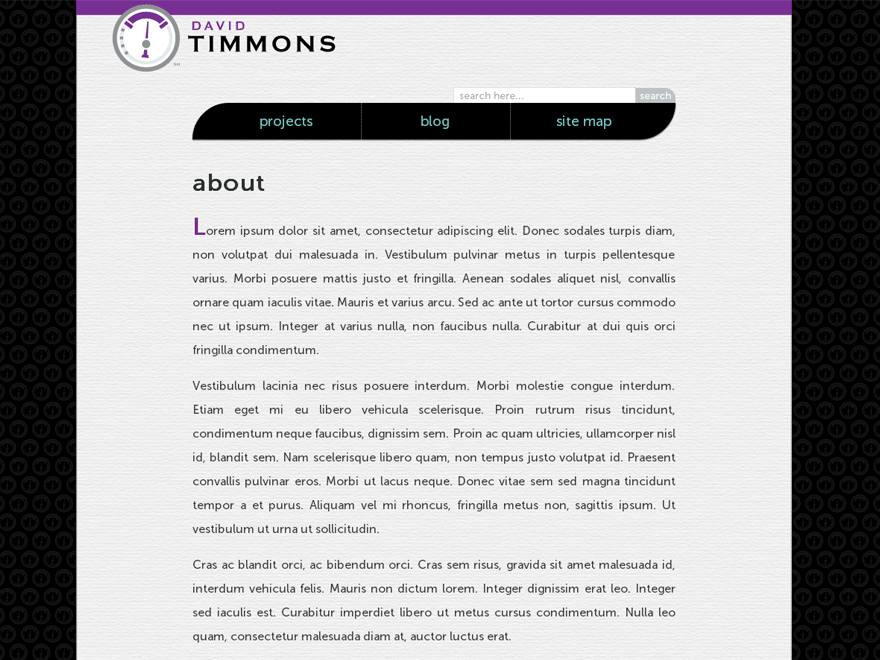 DAVID
TIMMONS
search here... search
projects blog site map
about
Lorem ipsum dolor sit amet, consectetur adipiscing elit. Donec sodales turpis diam,
non volutpat dui malesuada in. Vestibulum pulvinar metus in turpis pellentesque
varius. Morbi posuere mattis justo et fringilla. Aenean sodales aliquet nisl, convallis
ornare quam iaculis vitae. Mauris et varius arcu. Sed ac ante ut tortor cursus commodo
nec ut ipsum. Integer at varius nulla, non faucibus nulla. Curabitur at dui quis orci
fringilla condimentum.
Vestibulum lacinia nec risus posuere interdum. Morbi molestie congue interdum.
Etiam eget mi eu libero vehicula scelerisque. Proin rutrum risus tincidunt,
condimentum neque faucibus, dignissim sem. Proin ac quam ultricies, ullamcorper nisl
id, blandit sem. Nam scelerisque libero quam, non tempus justo volutpat id. Praesent
convallis pulvinar eros. Morbi ut lacus neque. Donec vitae sem sed magna tincidunt
tempor a et purus. Aliquam vel mi rhoncus, fringilla metus non, sagittis ipsum. Ut
vestibulum ut urna ut sollicitudin.
Cras ac blandit orci, ac bibendum orci. Cras sem risus, gravida sit amet malesuada id,
interdum vehicula felis. Mauris non dictum lorem. Integer dignissim erat leo. Integer
sed iaculis est. Curabitur imperdiet libero ut metus cursus condimentum. Nulla leo
quam, consectetur malesuada diam at, auctor luctus erat.